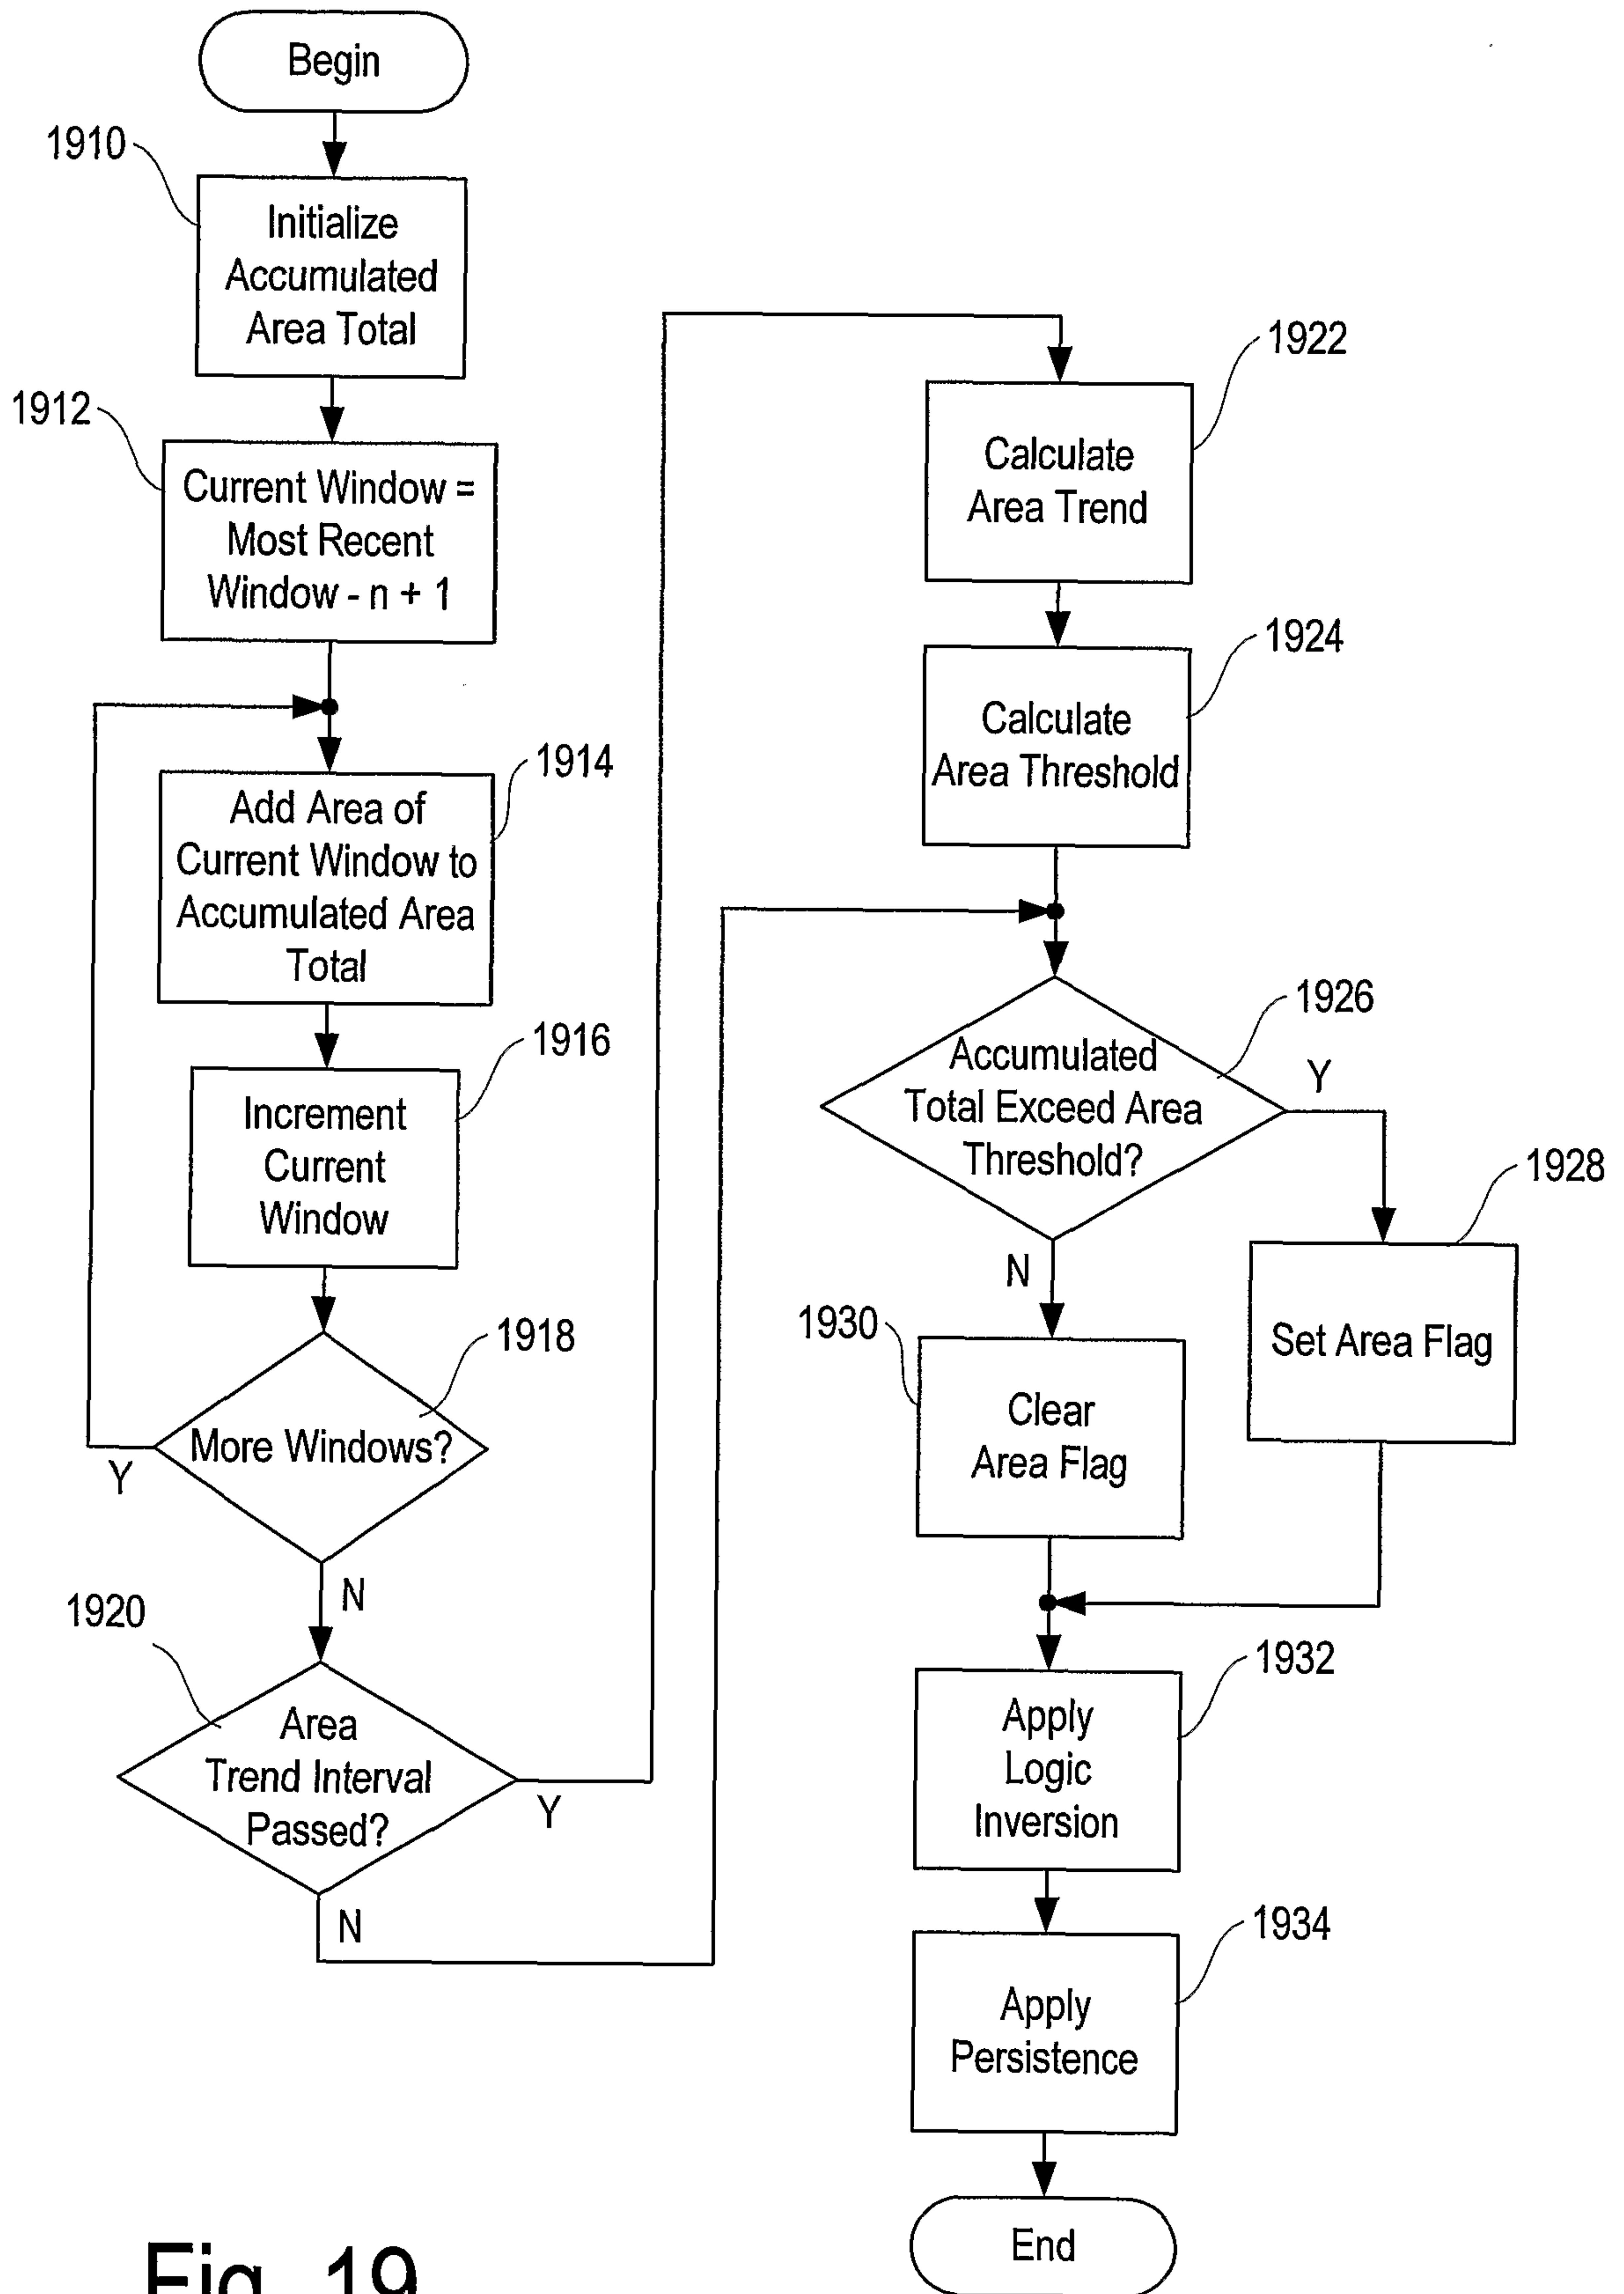 Begin
1910
Initialize
Accumulated
Area Total
1912
Current Window =
Most Recent
Window - n + 1
1914
Add Area of
Current Window to
Accumulated Area
Total
1916
Increment
Current
Window
1918
More Windows?
Y
N
1920
Area
Trend Interval
Passed?
Y
N
1922
Calculate
Area Trend
1924
Calculate
Area Threshold
1926
Accumulated
Total Exceed Area
Threshold?
Y
N
1928
Set Area Flag
1930
Clear
Area Flag
1932
Apply
Logic
Inversion
1934
Apply
Persistence
End
Fig. 19